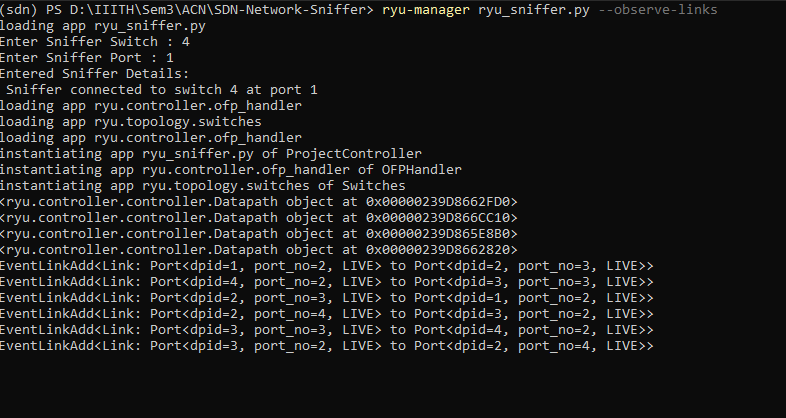 (sdn) PS D:\IIITH\Sem3\ACN\SDN-Network-Sniffer> ryu-manager ryu_sniffer.py --observe-links
loading app ryu_sniffer.py
Enter Sniffer Switch : 4
Enter Sniffer Port : 1
Entered Sniffer Details:
 Sniffer connected to switch 4 at port 1
loading app ryu.controller.ofp_handler
loading app ryu.topology.switches
loading app ryu.controller.ofp_handler
instantiating app ryu_sniffer.py of ProjectController
instantiating app ryu.controller.ofp_handler of OFPHandler
instantiating app ryu.topology.switches of Switches
<ryu.controller.controller.Datapath object at 0x00000239D8662FD0>
<ryu.controller.controller.Datapath object at 0x00000239D866CC10>
<ryu.controller.controller.Datapath object at 0x00000239D865E8B0>
<ryu.controller.controller.Datapath object at 0x00000239D8662820>
EventLinkAdd<Link: Port<dpid=1, port_no=2, LIVE> to Port<dpid=2, port_no=3, LIVE>>
EventLinkAdd<Link: Port<dpid=4, port_no=2, LIVE> to Port<dpid=3, port_no=3, LIVE>>
EventLinkAdd<Link: Port<dpid=2, port_no=3, LIVE> to Port<dpid=1, port_no=2, LIVE>>
EventLinkAdd<Link: Port<dpid=2, port_no=4, LIVE> to Port<dpid=3, port_no=2, LIVE>>
EventLinkAdd<Link: Port<dpid=3, port_no=3, LIVE> to Port<dpid=4, port_no=2, LIVE>>
EventLinkAdd<Link: Port<dpid=3, port_no=2, LIVE> to Port<dpid=2, port_no=4, LIVE>>